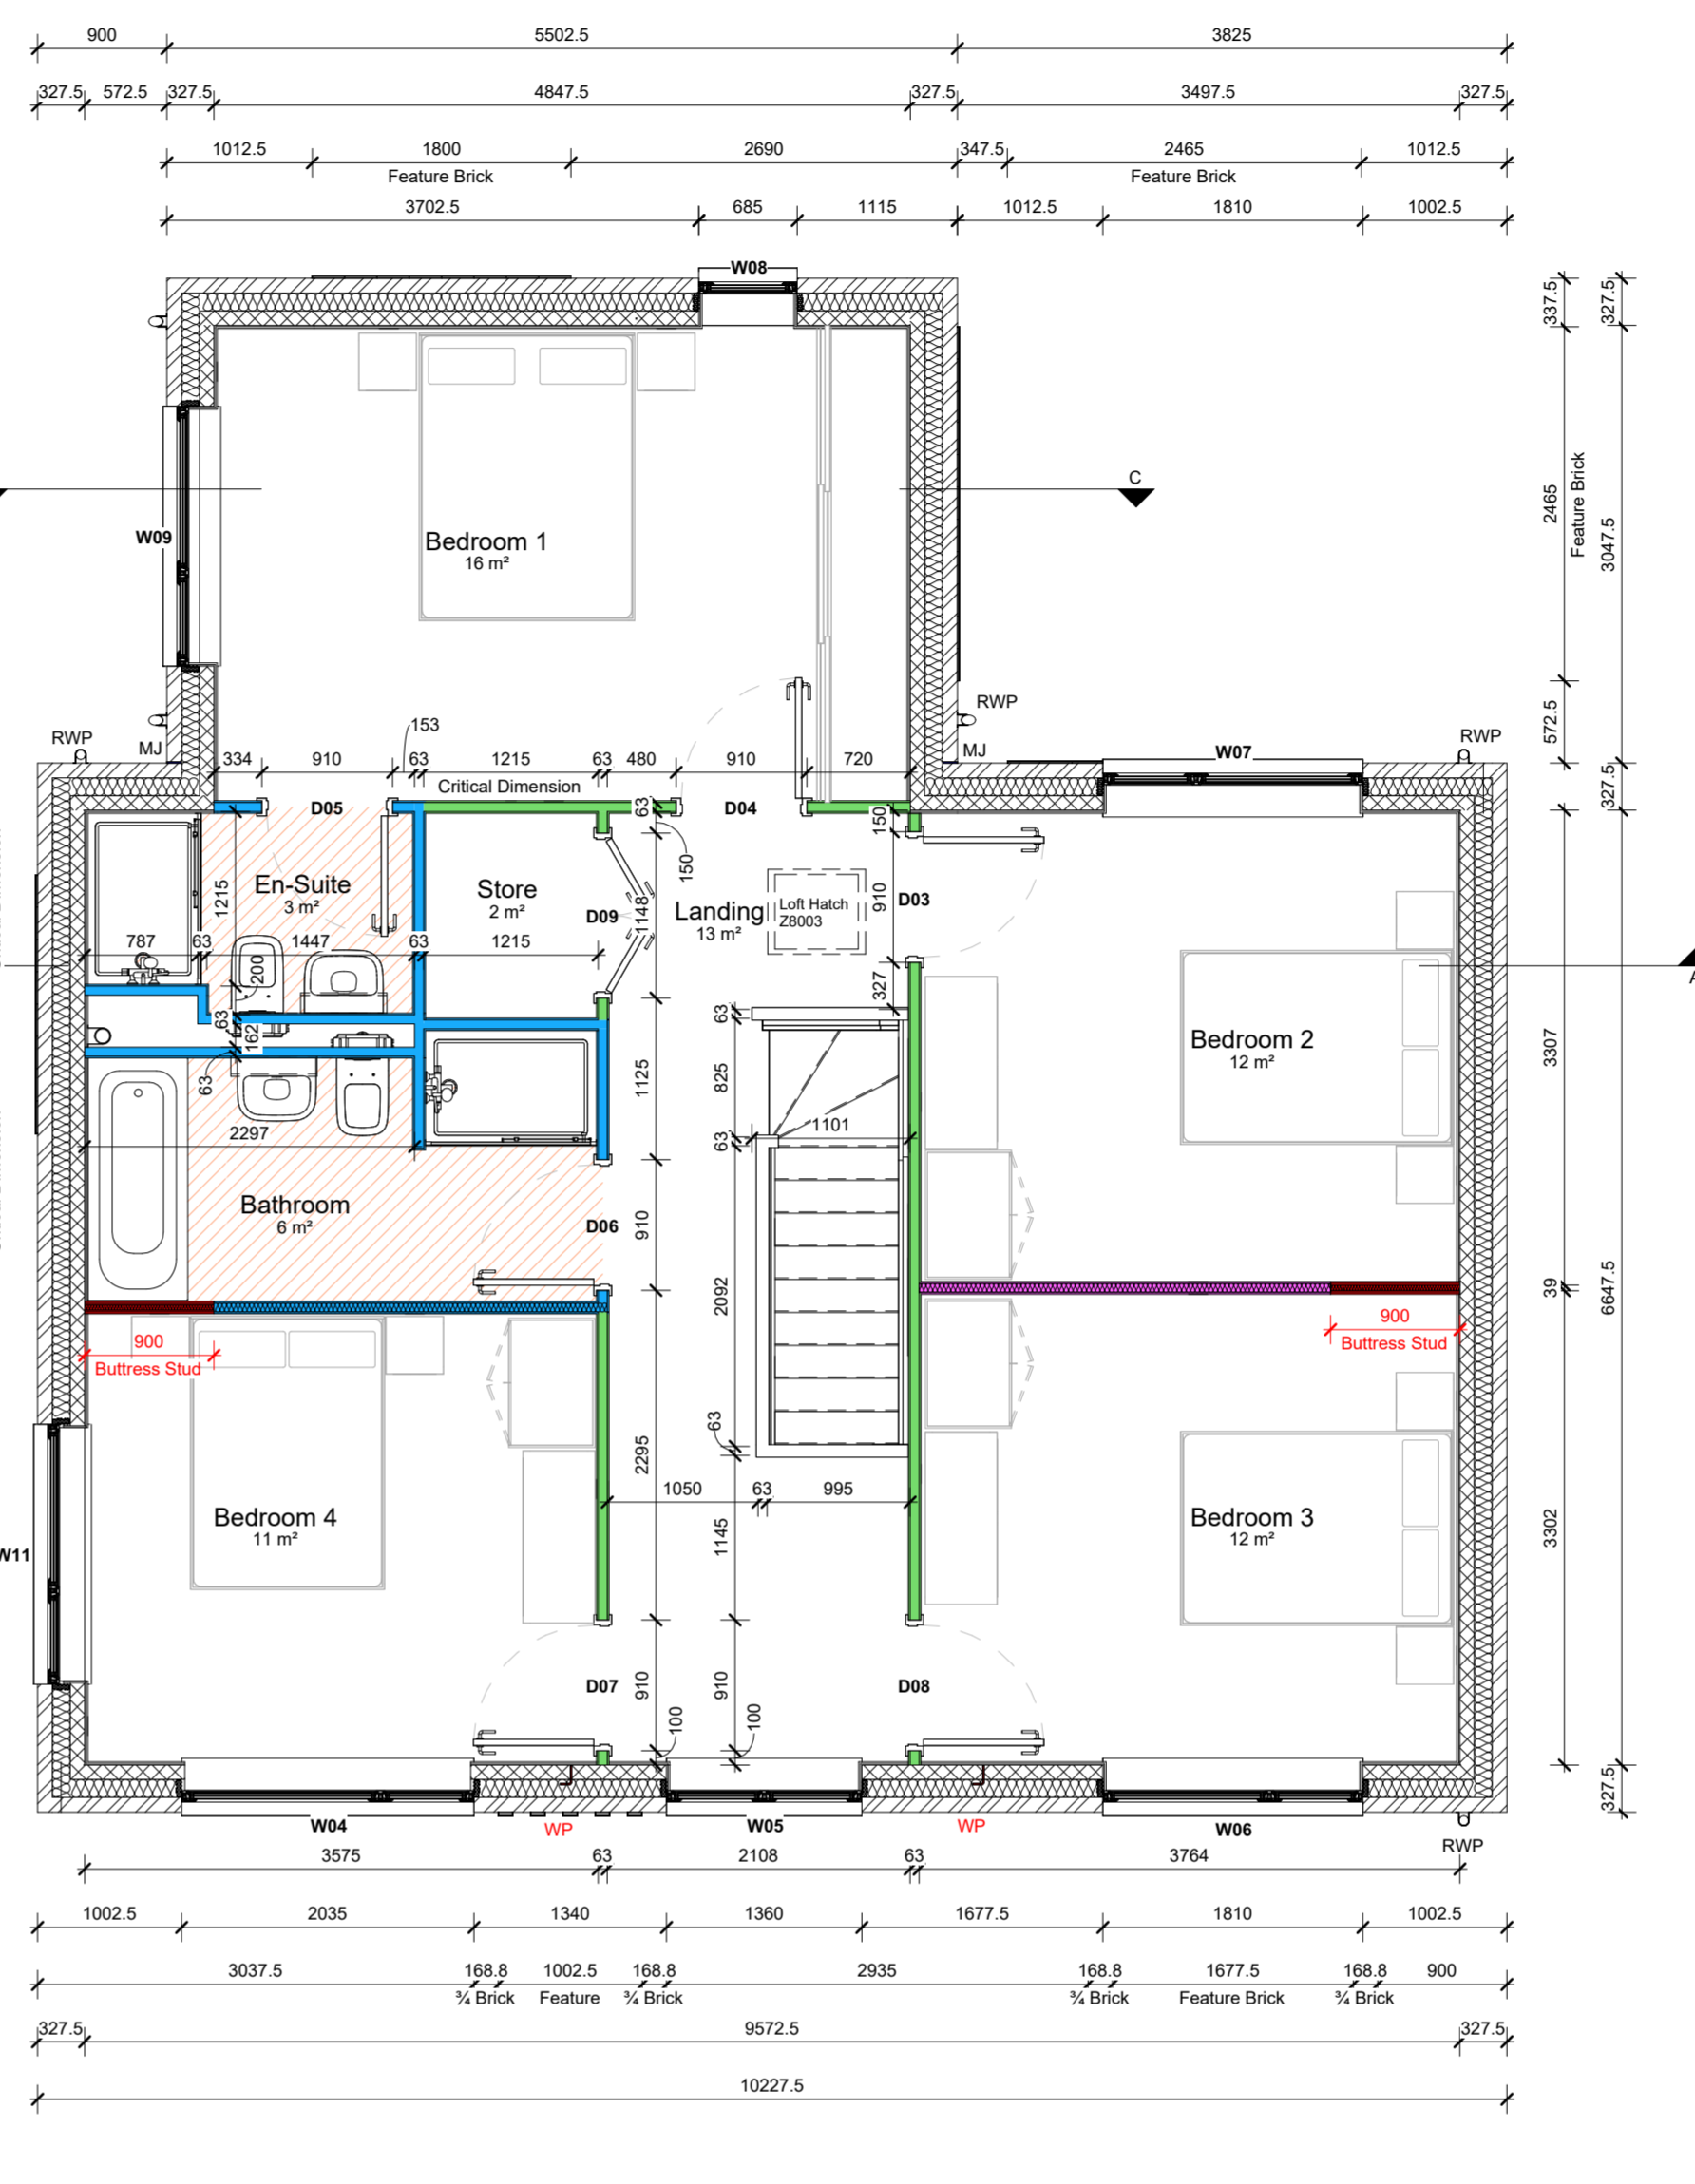 900 5502.5 3825
327.5 572.5 327.5 4847.5 327.5 3497.5 327.5
1012.5 1800 2690 347.5 2465 1012.5
Feature Brick Feature Brick
3702.5 685 1115 1012.5 1810 1002.5
W08
337.5 327.5
C
2465 Feature Brick 3047.5
W09
Bedroom 1
16 m²
572.5
RWP
RWP MJ 153 MJ W07 RWP
334 910 63 1215 63 480 910 720
Critical Dimension
327.5
D05 63 D04 150
150
En-Suite
3 m²
1215
Store
2 m²
D09 1148
Landing
13 m²
Loft Hatch
Z8003
910 D03
787 63 1447 63 1215
200
327
A
63 162 63
63
Bedroom 2
12 m²
3307
1125 825
63 1101
2297
Bathroom
6 m²
D06 910
2092
39 6647.5
900
Buttress Stud
900
Buttress Stud
63
2295
1050 63 995
Bedroom 4
11 m²
Bedroom 3
12 m²
1145
3302
W11
D07 910 910 D08
100 100
327.5
W04 WP W05 WP W06
RWP
3575 63 2108 63 3764
1002.5 2035 1340 1360 1677.5 1810 1002.5
3037.5 168.8 1002.5 168.8 2935 168.8 1677.5 168.8 900
¾ Brick Feature ¾ Brick ¾ Brick Feature Brick ¾ Brick
327.5 9572.5 327.5
10227.5